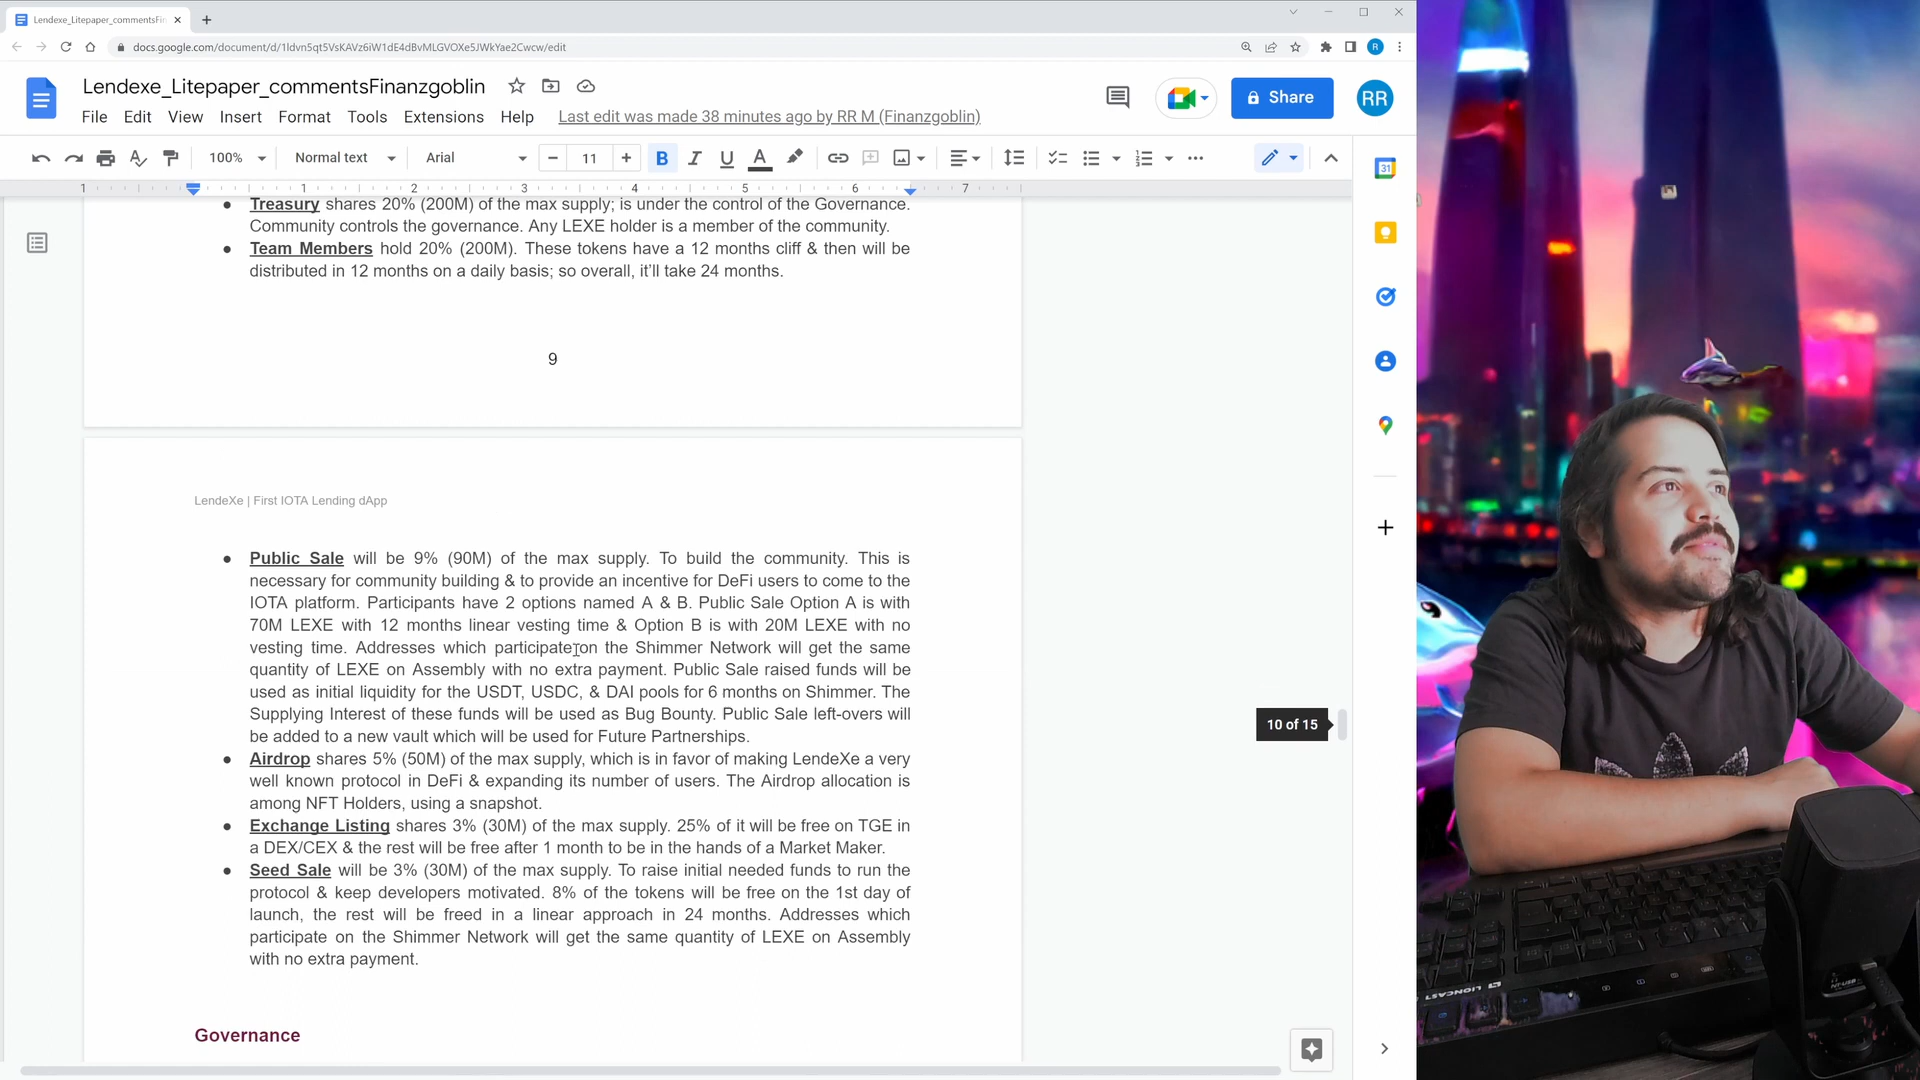 Lendexe_Litepaper_commentsFin
docs.google.com/document/d/1ldvn5qt5VsKAVz6iW1dE4dBvMLGVOXe5JWkYae2Cwcw/edit
R
Lendexe_Litepaper_commentsFinanzgoblin
Share
RR
File Edit View Insert Format Tools Extensions Help Last edit was made 38 minutes ago by RR M (Finanzgoblin)
100% Normal text Arial 11 B I U A
1 1 2 3 4 5 6 7
31
Treasury shares 20% (200M) of the max supply; is under the control of the Governance.
Community controls the governance. Any LEXE holder is a member of the community.
Team Members hold 20% (200M). These tokens have a 12 months cliff & then will be
distributed in 12 months on a daily basis; so overall, it’ll take 24 months.
9
LendeXe | First IOTA Lending dApp
Public Sale will be 9% (90M) of the max supply. To build the community. This is
necessary for community building & to provide an incentive for DeFi users to come to the
IOTA platform. Participants have 2 options named A & B. Public Sale Option A is with
70M LEXE with 12 months linear vesting time & Option B is with 20M LEXE with no
vesting time. Addresses which participate on the Shimmer Network will get the same
quantity of LEXE on Assembly with no extra payment. Public Sale raised funds will be
used as initial liquidity for the USDT, USDC, & DAI pools for 6 months on Shimmer. The
Supplying Interest of these funds will be used as Bug Bounty. Public Sale left-overs will
be added to a new vault which will be used for Future Partnerships.
10 of 15
Airdrop shares 5% (50M) of the max supply, which is in favor of making LendeXe a very
well known protocol in DeFi & expanding its number of users. The Airdrop allocation is
among NFT Holders, using a snapshot.
Exchange Listing shares 3% (30M) of the max supply. 25% of it will be free on TGE in
a DEX/CEX & the rest will be free after 1 month to be in the hands of a Market Maker.
Seed Sale will be 3% (30M) of the max supply. To raise initial needed funds to run the
protocol & keep developers motivated. 8% of the tokens will be free on the 1st day of
launch, the rest will be freed in a linear approach in 24 months. Addresses which
participate on the Shimmer Network will get the same quantity of LEXE on Assembly
with no extra payment.
Governance
LIONCAST